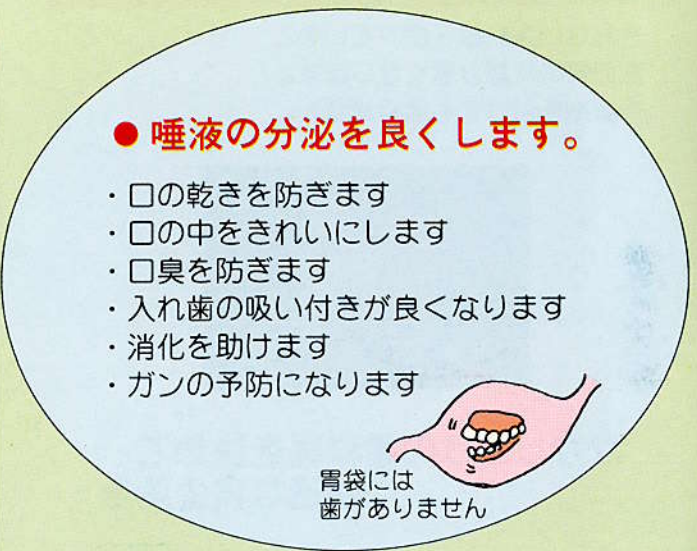 ● 唾液の分泌を良くします。
・口の乾きを防ぎます
・口の中をきれいにします
・口臭を防ぎます
・入れ歯の吸い付きが良くなります
・消化を助けます
・ガンの予防になります
胃袋には
歯がありません